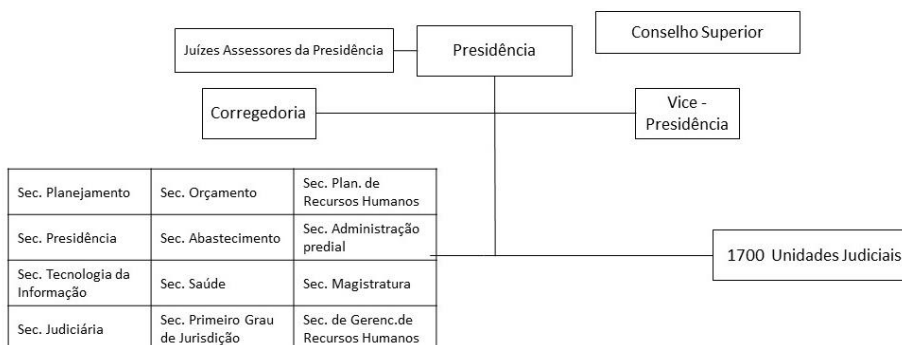 Conselho Superior
Juízes Assessores da Presidência
Presidência
Corregedoria
Vice -
Presidência
Sec. Planejamento
Sec. Orçamento
Sec. Plan. de
Recursos Humanos
Sec. Presidência
Sec. Abastecimento
Sec. Administração
predial
Sec. Tecnologia da
Informação
Sec. Saúde
Sec. Magistratura
Sec. Judiciária
Sec. Primeiro Grau
de Jurisdição
Sec. de Gerenc.de
Recursos Humanos
1700 Unidades Judiciais